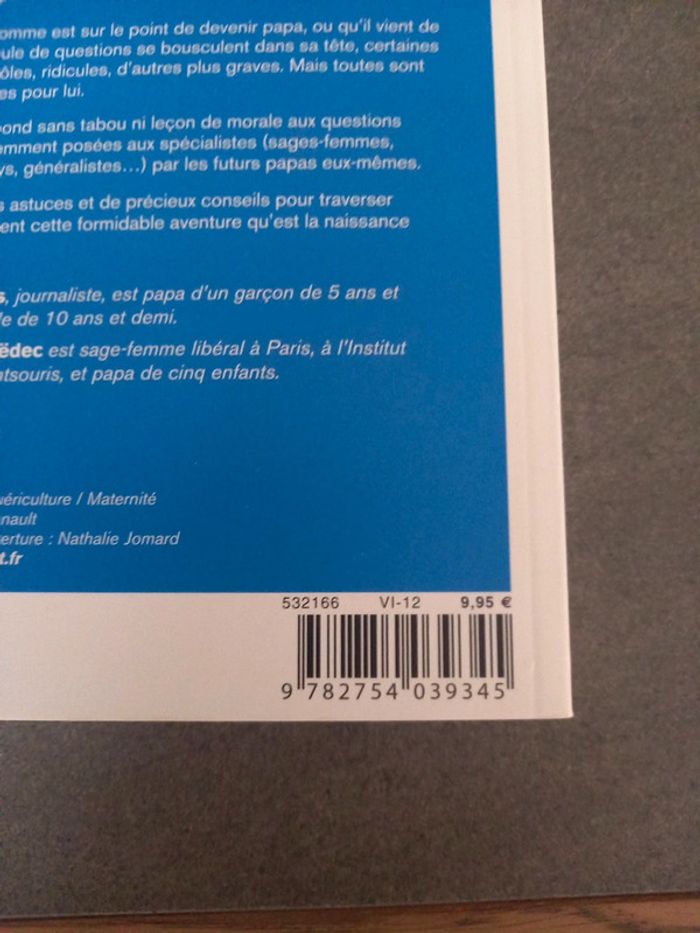 omme est sur le point de devenir papa, ou qu'il vient de
ule de questions se bousculent dans sa tête, certaines
ôles, ridicules, d'autres plus graves. Mais toutes sont
es pour lui.
ond sans tabou ni leçon de morale aux questions
emment posées aux spécialistes (sages-femmes,
ys, généralistes...) par les futurs papas eux-mêmes.
s astuces et de précieux conseils pour traverser
ent cette formidable aventure qu'est la naissance
s, journaliste, est papa d'un garçon de 5 ans et
le de 10 ans et demi.
ëdec est sage-femme libéral à Paris, à l'Institut
ntsouris, et papa de cinq enfants.
uériculture / Maternité
nault
erture : Nathalie Jomard
t.fr
532166 VI-12 9,95 €
9 782754 039345